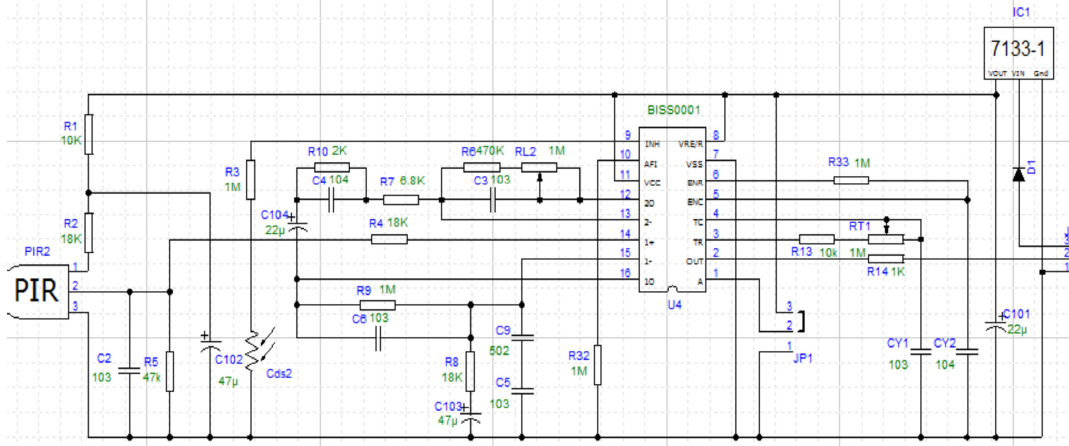 IC1
7133-1
VOUT VIN Gnd
BISS0001
R1
10K
R10 2K
R6 470K RL2 1M
9 INH VRE/R 8
10 AFI VSS 7
11 VCC ENR 6
12 2O ENC 5
13 2- TC 4
14 1+ TR 3
15 1- OUT 2
16 1O A 1
U4
R33 1M
D1
R3
1M
C4 104
R7 6.8K
C3 103
R2
18K
C104
22µ
R4 18K
RT1
1M
R13 10k
R14 1K
PIR2
PIR
1
2
3
R9 1M
C6 103
C9
502
3
2
1
JP1
C101
22µ
C2
103
R5
47k
C102
47µ
Cds2
R8
18K
C5
103
R32
1M
CY1
103
CY2
104
C103
47µ